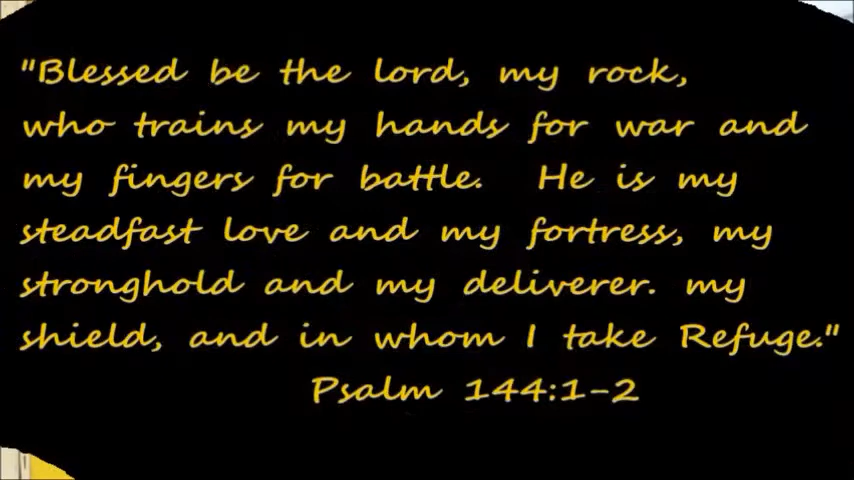 "Blessed be the lord, my rock,
who trains my hands for war and
my fingers for battle. He is my
steadfast love and my fortress, my
stronghold and my deliverer. my
shield, and in whom I take Refuge."
Psalm 144:1-2